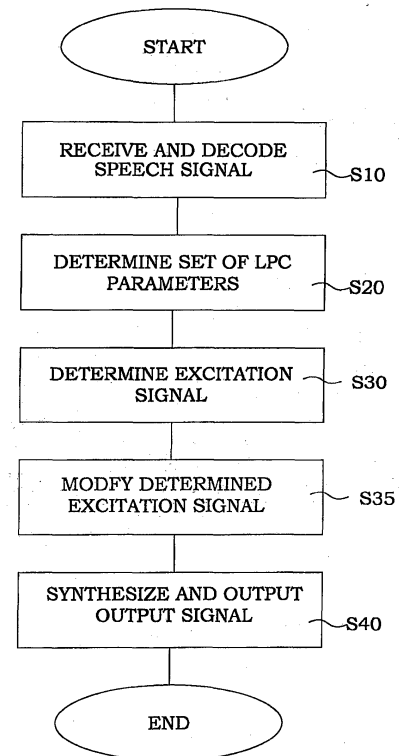 START
RECEIVE AND DECODE
SPEECH SIGNAL
S10
DETERMINE SET OF LPC
PARAMETERS
S20
DETERMINE EXCITATION
SIGNAL
S30
MODFY DETERMINED
EXCITATION SIGNAL
S35
SYNTHESIZE AND OUTPUT
OUTPUT SIGNAL
S40
END